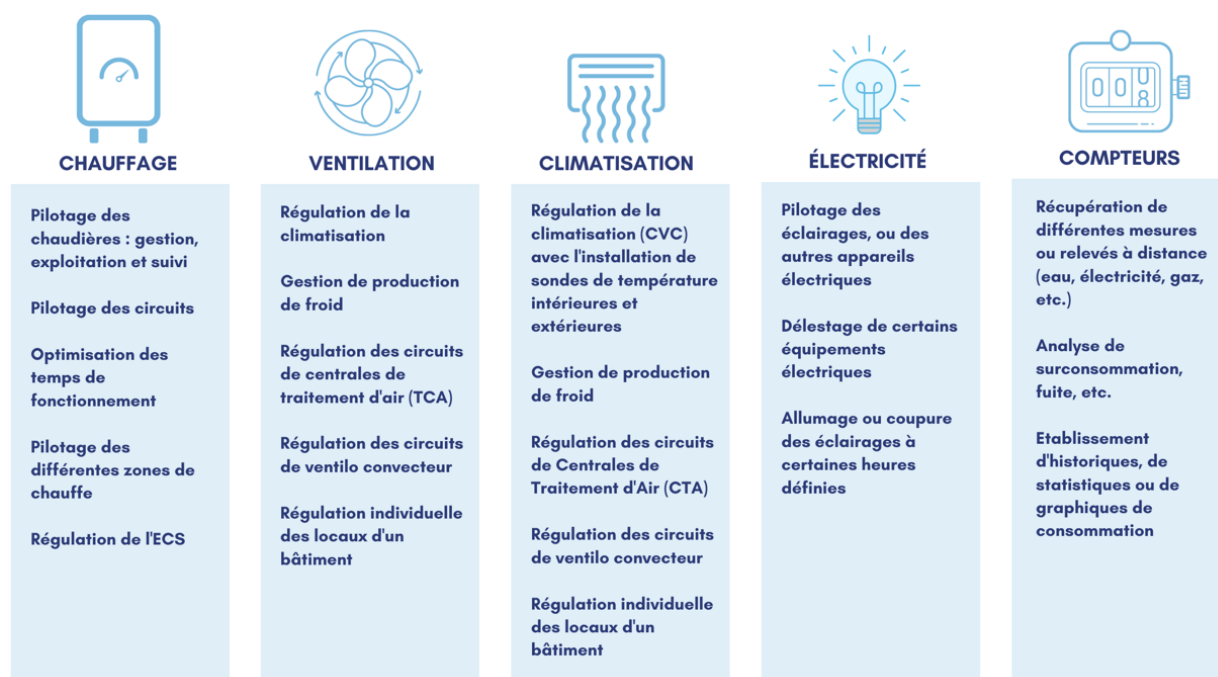 CHAUFFAGE
Pilotage des
chaudières : gestion,
exploitation et suivi
Pilotage des circuits
Optimisation des
temps de
fonctionnement
Pilotage des
différentes zones de
chauffe
Régulation de l'ECS
VENTILATION
Régulation de la
climatisation
Gestion de production
de froid
Régulation des circuits
de centrales de
traitement d'air (TCA)
Régulation des circuits
de ventilo convecteur
Régulation individuelle
des locaux d'un
bâtiment
CLIMATISATION
Régulation de la
climatisation (CVC)
avec l'installation de
sondes de température
intérieures et
extérieures
Gestion de production
de froid
Régulation des circuits
de Centrales de
Traitement d'Air (CTA)
Régulation des circuits
de ventilo convecteur
Régulation individuelle
des locaux d'un
bâtiment
ÉLECTRICITÉ
Pilotage des
éclairages, ou des
autres appareils
électriques
Délestage de certains
équipements
électriques
Allumage ou coupure
des éclairages à
certaines heures
définies
0 0 0 8
COMPTEURS
Récupération de
différentes mesures
ou relevés à distance
(eau, électricité, gaz,
etc.)
Analyse de
surconsommation,
fuite, etc.
Etablissement
d'historiques, de
statistiques ou de
graphiques de
consommation